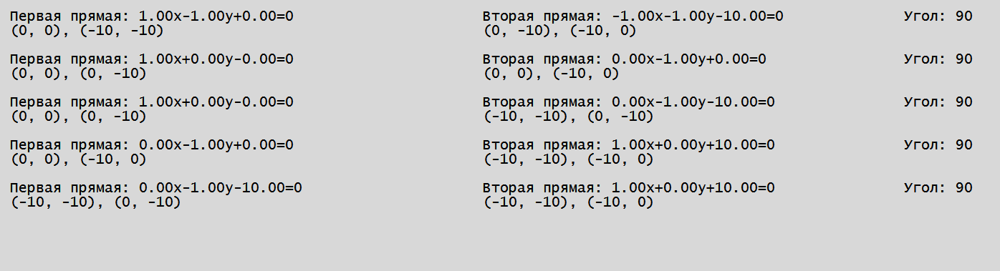 Первая прямая: 1.00x-1.00y+0.00=0 Вторая прямая: -1.00x-1.00y-10.00=0 Угол: 90
(0, 0), (-10, -10) (0, -10), (-10, 0)
Первая прямая: 1.00x+0.00y-0.00=0 Вторая прямая: 0.00x-1.00y+0.00=0 Угол: 90
(0, 0), (0, -10) (0, 0), (-10, 0)
Первая прямая: 1.00x+0.00y-0.00=0 Вторая прямая: 0.00x-1.00y-10.00=0 Угол: 90
(0, 0), (0, -10) (-10, -10), (0, -10)
Первая прямая: 0.00x-1.00y+0.00=0 Вторая прямая: 1.00x+0.00y+10.00=0 Угол: 90
(0, 0), (-10, 0) (-10, -10), (-10, 0)
Первая прямая: 0.00x-1.00y-10.00=0 Вторая прямая: 1.00x+0.00y+10.00=0 Угол: 90
(-10, -10), (0, -10) (-10, -10), (-10, 0)